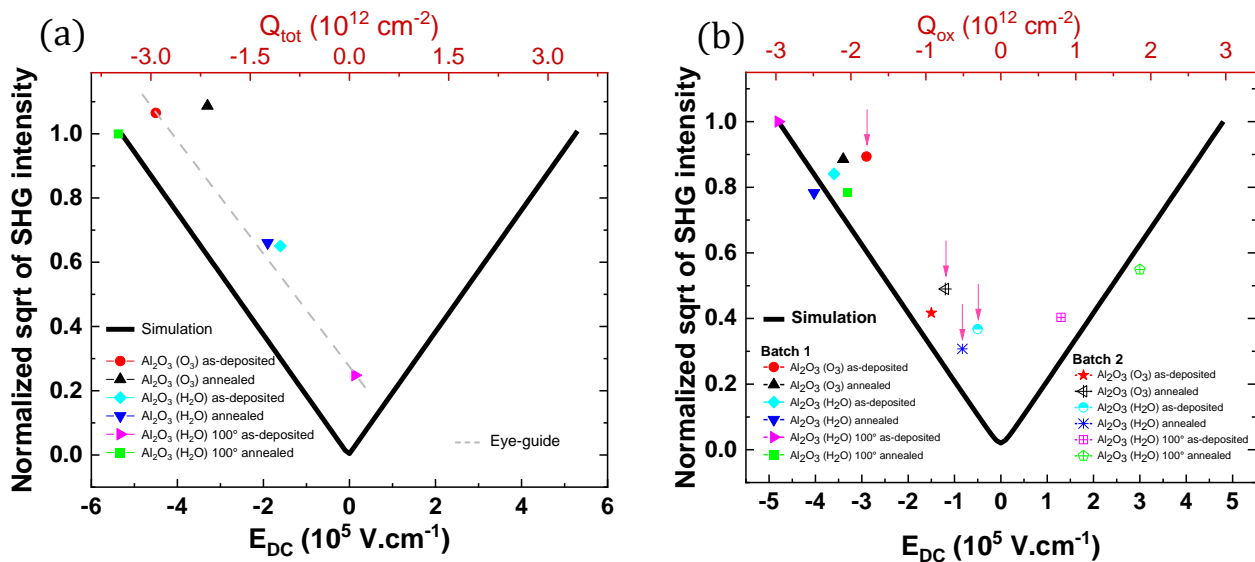 (a)
Q_tot (10^12 cm^-2)
-3.0 -1.5 0.0 1.5 3.0
Normalized sqrt of SHG intensity
1.0
0.8
0.6
0.4
0.2
0.0
Simulation
Al₂O₃ (O₃) as-deposited
Al₂O₃ (O₃) annealed
Al₂O₃ (H₂O) as-deposited
Al₂O₃ (H₂O) annealed
Al₂O₃ (H₂O) 100° as-deposited
Al₂O₃ (H₂O) 100° annealed
Eye-guide
-6 -4 -2 0 2 4 6
E_DC (10^5 V.cm^-1)
(b)
Q_ox (10^12 cm^-2)
-3 -2 -1 0 1 2 3
Normalized sqrt of SHG intensity
1.0
0.8
0.6
0.4
0.2
0.0
Simulation
Batch 1
Al₂O₃ (O₃) as-deposited
Al₂O₃ (O₃) annealed
Al₂O₃ (H₂O) as-deposited
Al₂O₃ (H₂O) annealed
Al₂O₃ (H₂O) 100° as-deposited
Al₂O₃ (H₂O) 100° annealed
Batch 2
Al₂O₃ (O₃) as-deposited
Al₂O₃ (O₃) annealed
Al₂O₃ (H₂O) as-deposited
Al₂O₃ (H₂O) annealed
Al₂O₃ (H₂O) 100° as-deposited
Al₂O₃ (H₂O) 100° annealed
-5 -4 -3 -2 -1 0 1 2 3 4 5
E_DC (10^5 V.cm^-1)